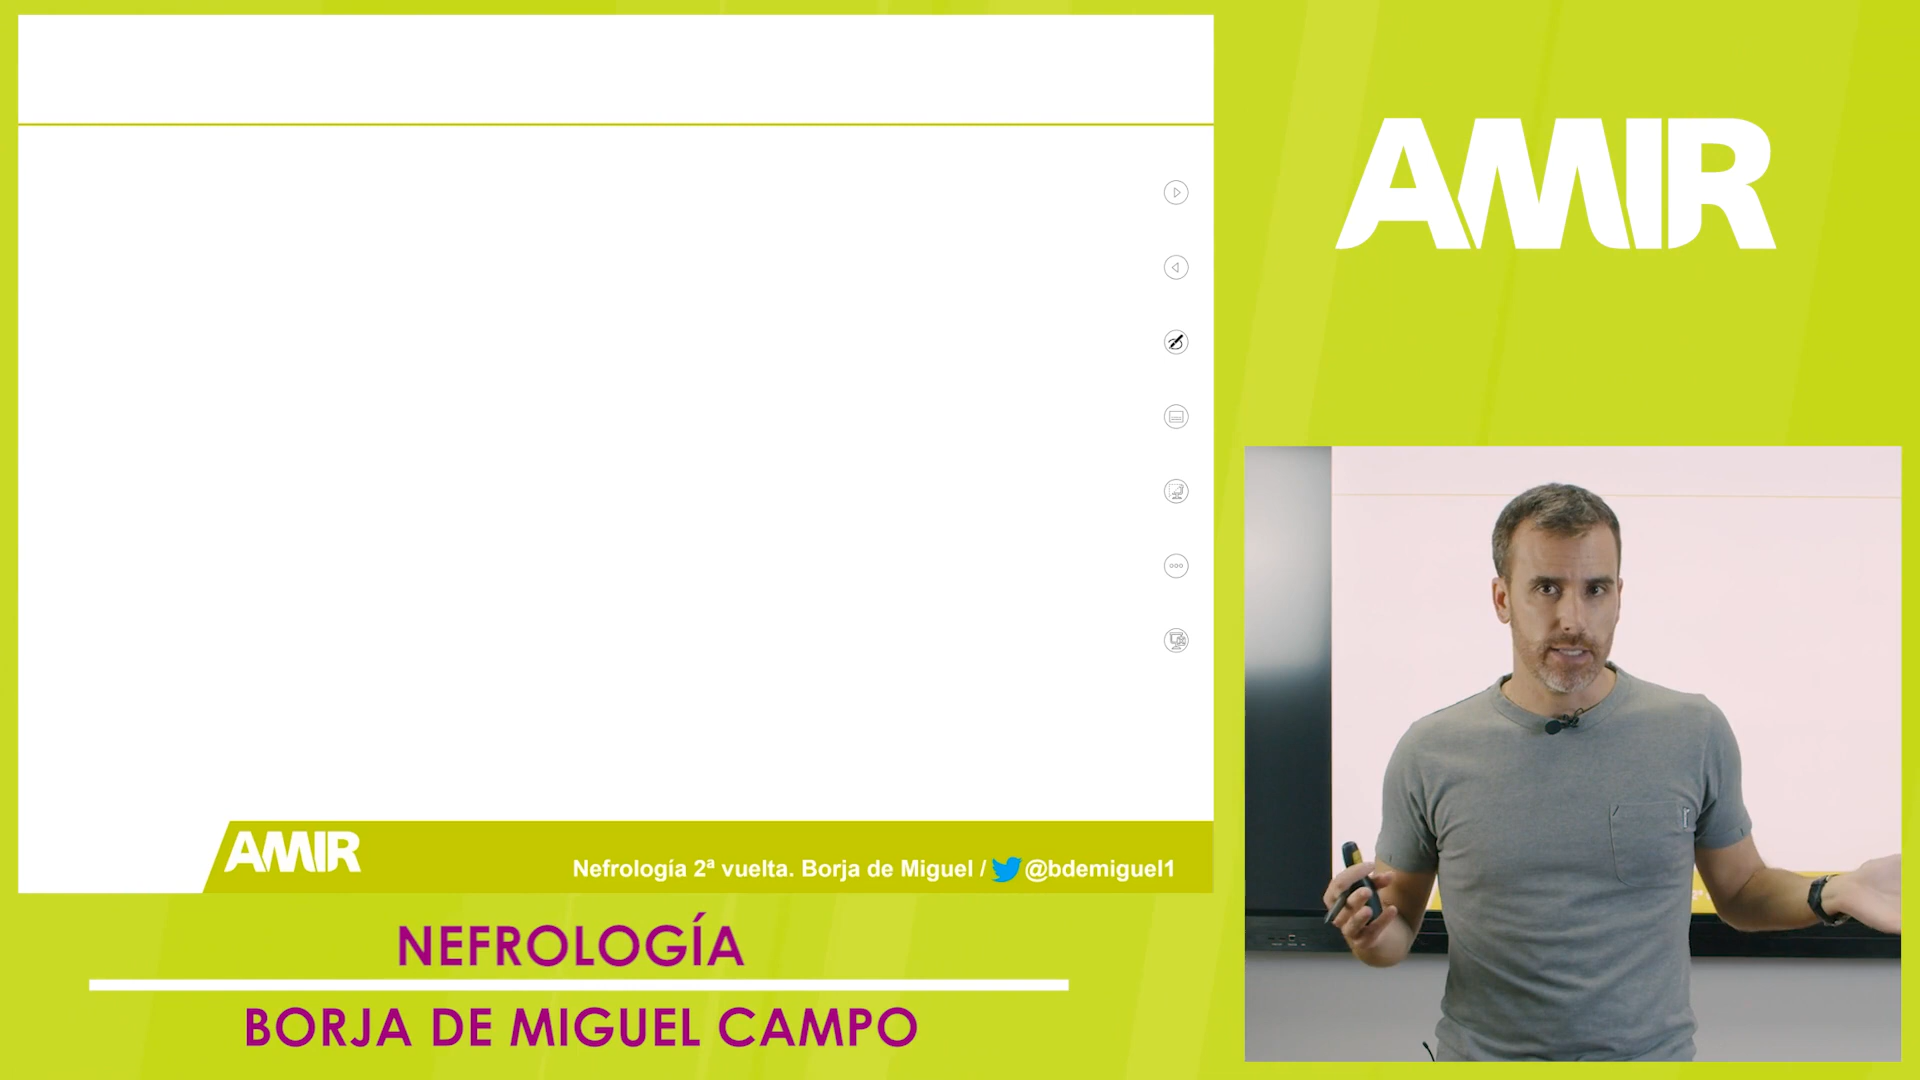 AMIR
AMIR
Nefrología 2ª vuelta. Borja de Miguel / @bdemiguel1
NEFROLOGÍA
BORJA DE MIGUEL CAMPO